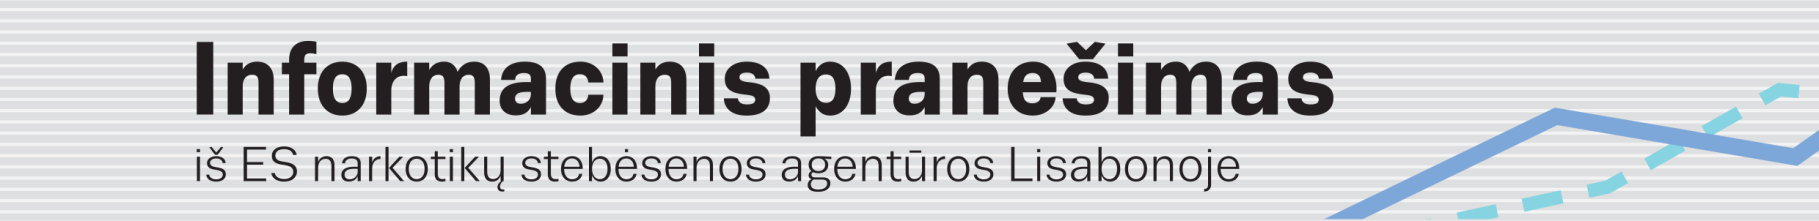 Informacinis pranešimas
iš ES narkotikų stebėsenos agentūros Lisabonoje